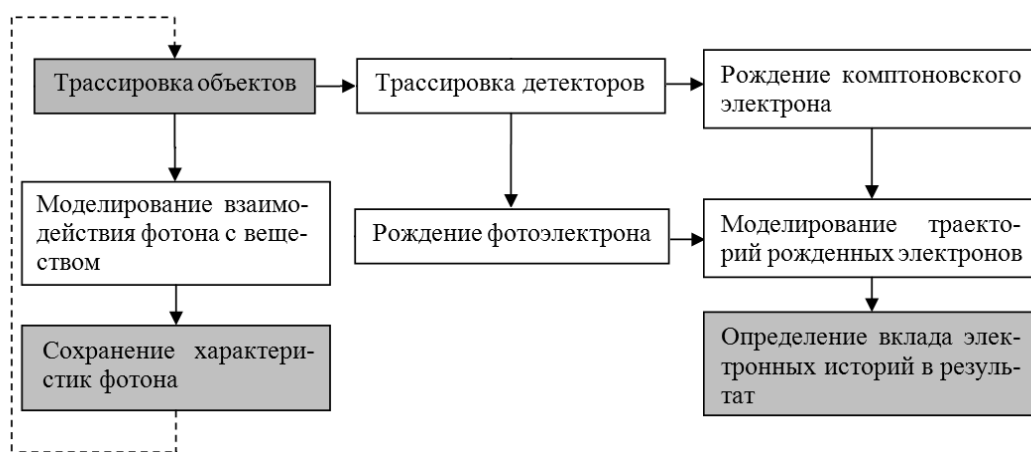 Трассировка объектов
Трассировка детекторов
Рождение комптоновского
электрона
Моделирование взаимо-
действия фотона с веще-
ством
Рождение фотоэлектрона
Моделирование траекто-
рий рожденных электронов
Сохранение характери-
стик фотона
Определение вклада элек-
тронных историй в резуль-
тат